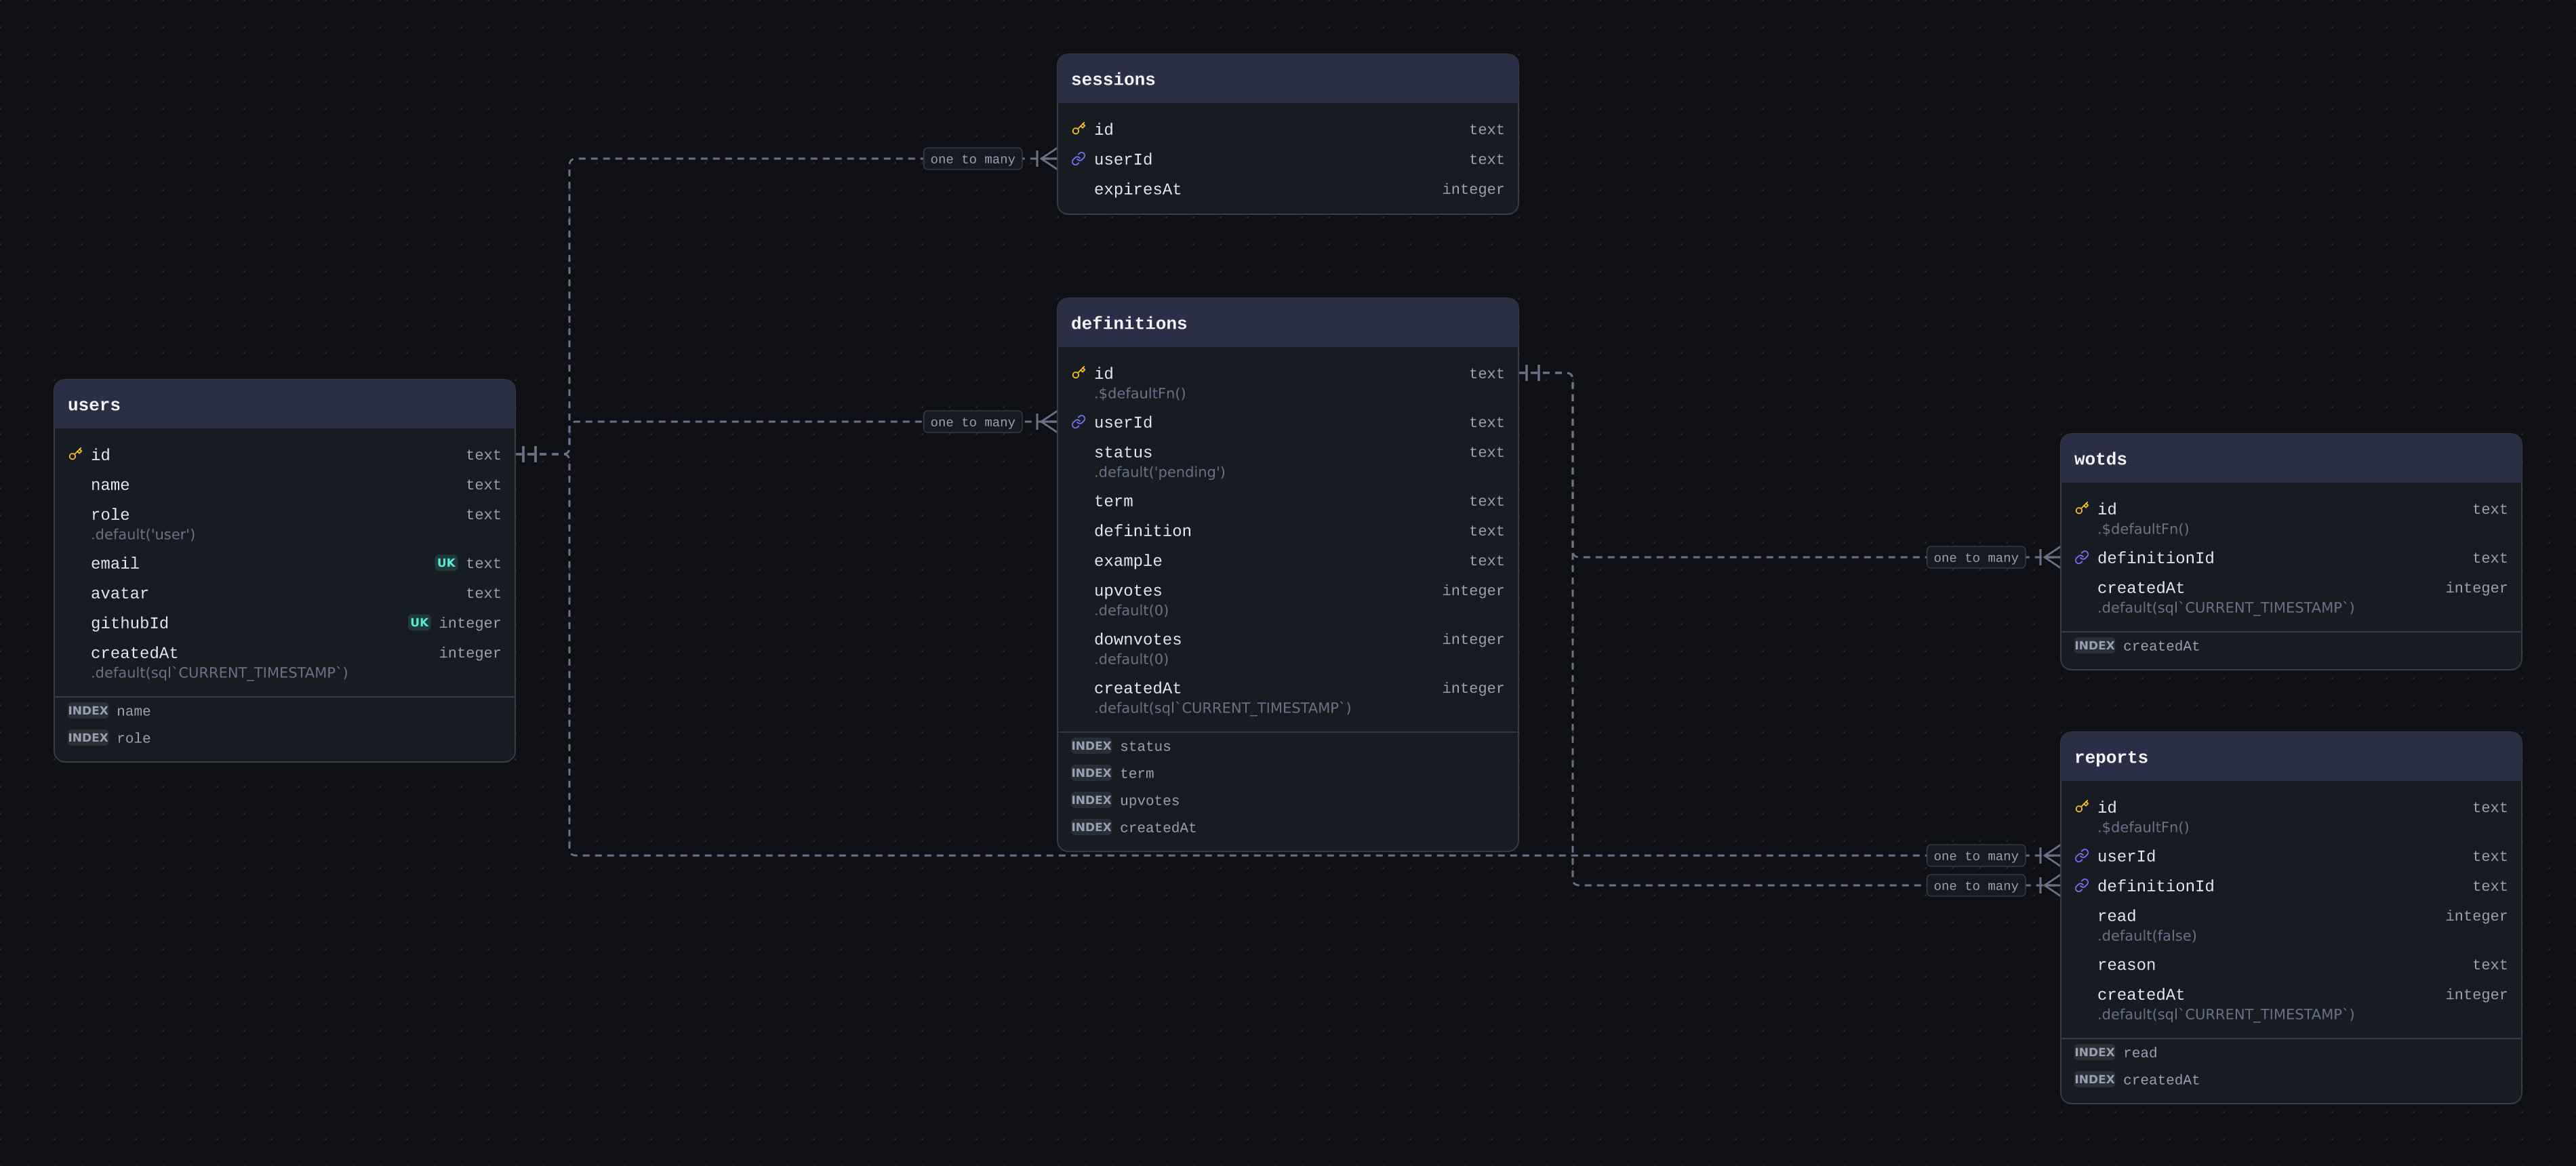 sessions
id text
userId text
expiresAt integer
one to many
definitions
id text
.$defaultFn()
userId text
status text
.default('pending')
term text
definition text
example text
upvotes integer
.default(0)
downvotes integer
.default(0)
createdAt integer
.default(sql`CURRENT_TIMESTAMP`)
INDEX status
INDEX term
INDEX upvotes
INDEX createdAt
one to many
users
id text
name text
role text
.default('user')
email UK text
avatar text
githubId UK integer
createdAt integer
.default(sql`CURRENT_TIMESTAMP`)
INDEX name
INDEX role
wotds
id text
.$defaultFn()
definitionId text
createdAt integer
.default(sql`CURRENT_TIMESTAMP`)
INDEX createdAt
one to many
reports
id text
.$defaultFn()
userId text
definitionId text
read integer
.default(false)
reason text
createdAt integer
.default(sql`CURRENT_TIMESTAMP`)
INDEX read
INDEX createdAt
one to many
one to many